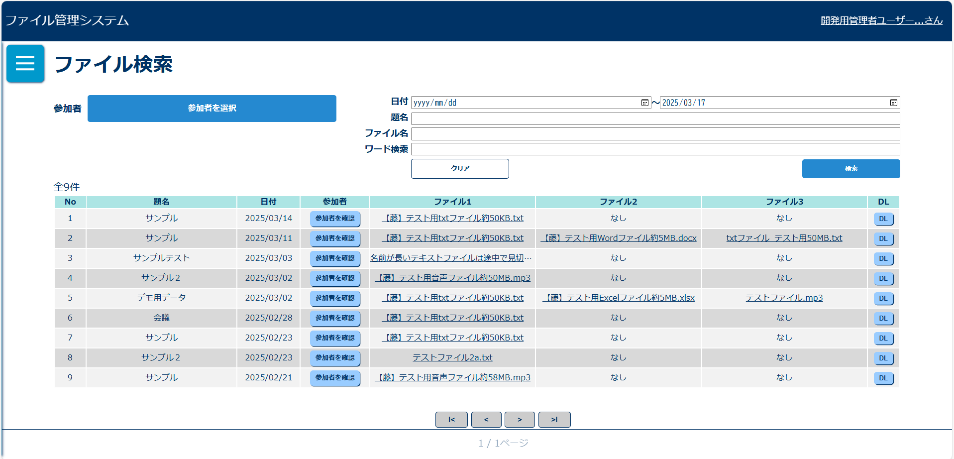 ファイル管理システム 開発用管理者ユーザー...さん
ファイル検索
参加者 参加者を選択
日付 yyyy/mm/dd ～ 2025/03/17
題名
ファイル名
ワード検索
クリア 検索
全9件
No 題名 日付 参加者 ファイル1 ファイル2 ファイル3 DL
1 サンプル 2025/03/14 参加者を確認 【藤】テスト用txtファイル約50KB.txt なし なし DL
2 サンプル 2025/03/11 参加者を確認 【藤】テスト用txtファイル約50KB.txt 【藤】テスト用Wordファイル約5MB.docx txtファイル_テスト用50MB.txt DL
3 サンプルテスト 2025/03/03 参加者を確認 名前が長いテキストファイルは途中で見切… なし なし DL
4 サンプル2 2025/03/02 参加者を確認 【藤】テスト用音声ファイル約50MB.mp3 なし なし DL
5 デモ用データ 2025/03/02 参加者を確認 【藤】テスト用txtファイル約50KB.txt 【藤】テスト用Excelファイル約5MB.xlsx テストファイル.mp3 DL
6 会議 2025/02/28 参加者を確認 【藤】テスト用txtファイル約50KB.txt なし なし DL
7 サンプル 2025/02/23 参加者を確認 【藤】テスト用txtファイル約50KB.txt なし なし DL
8 サンプル2 2025/02/23 参加者を確認 テストファイル2a.txt なし なし DL
9 サンプル 2025/02/21 参加者を確認 【藤】テスト用音声ファイル約58MB.mp3 なし なし DL
|< < > >|
1 / 1ページ